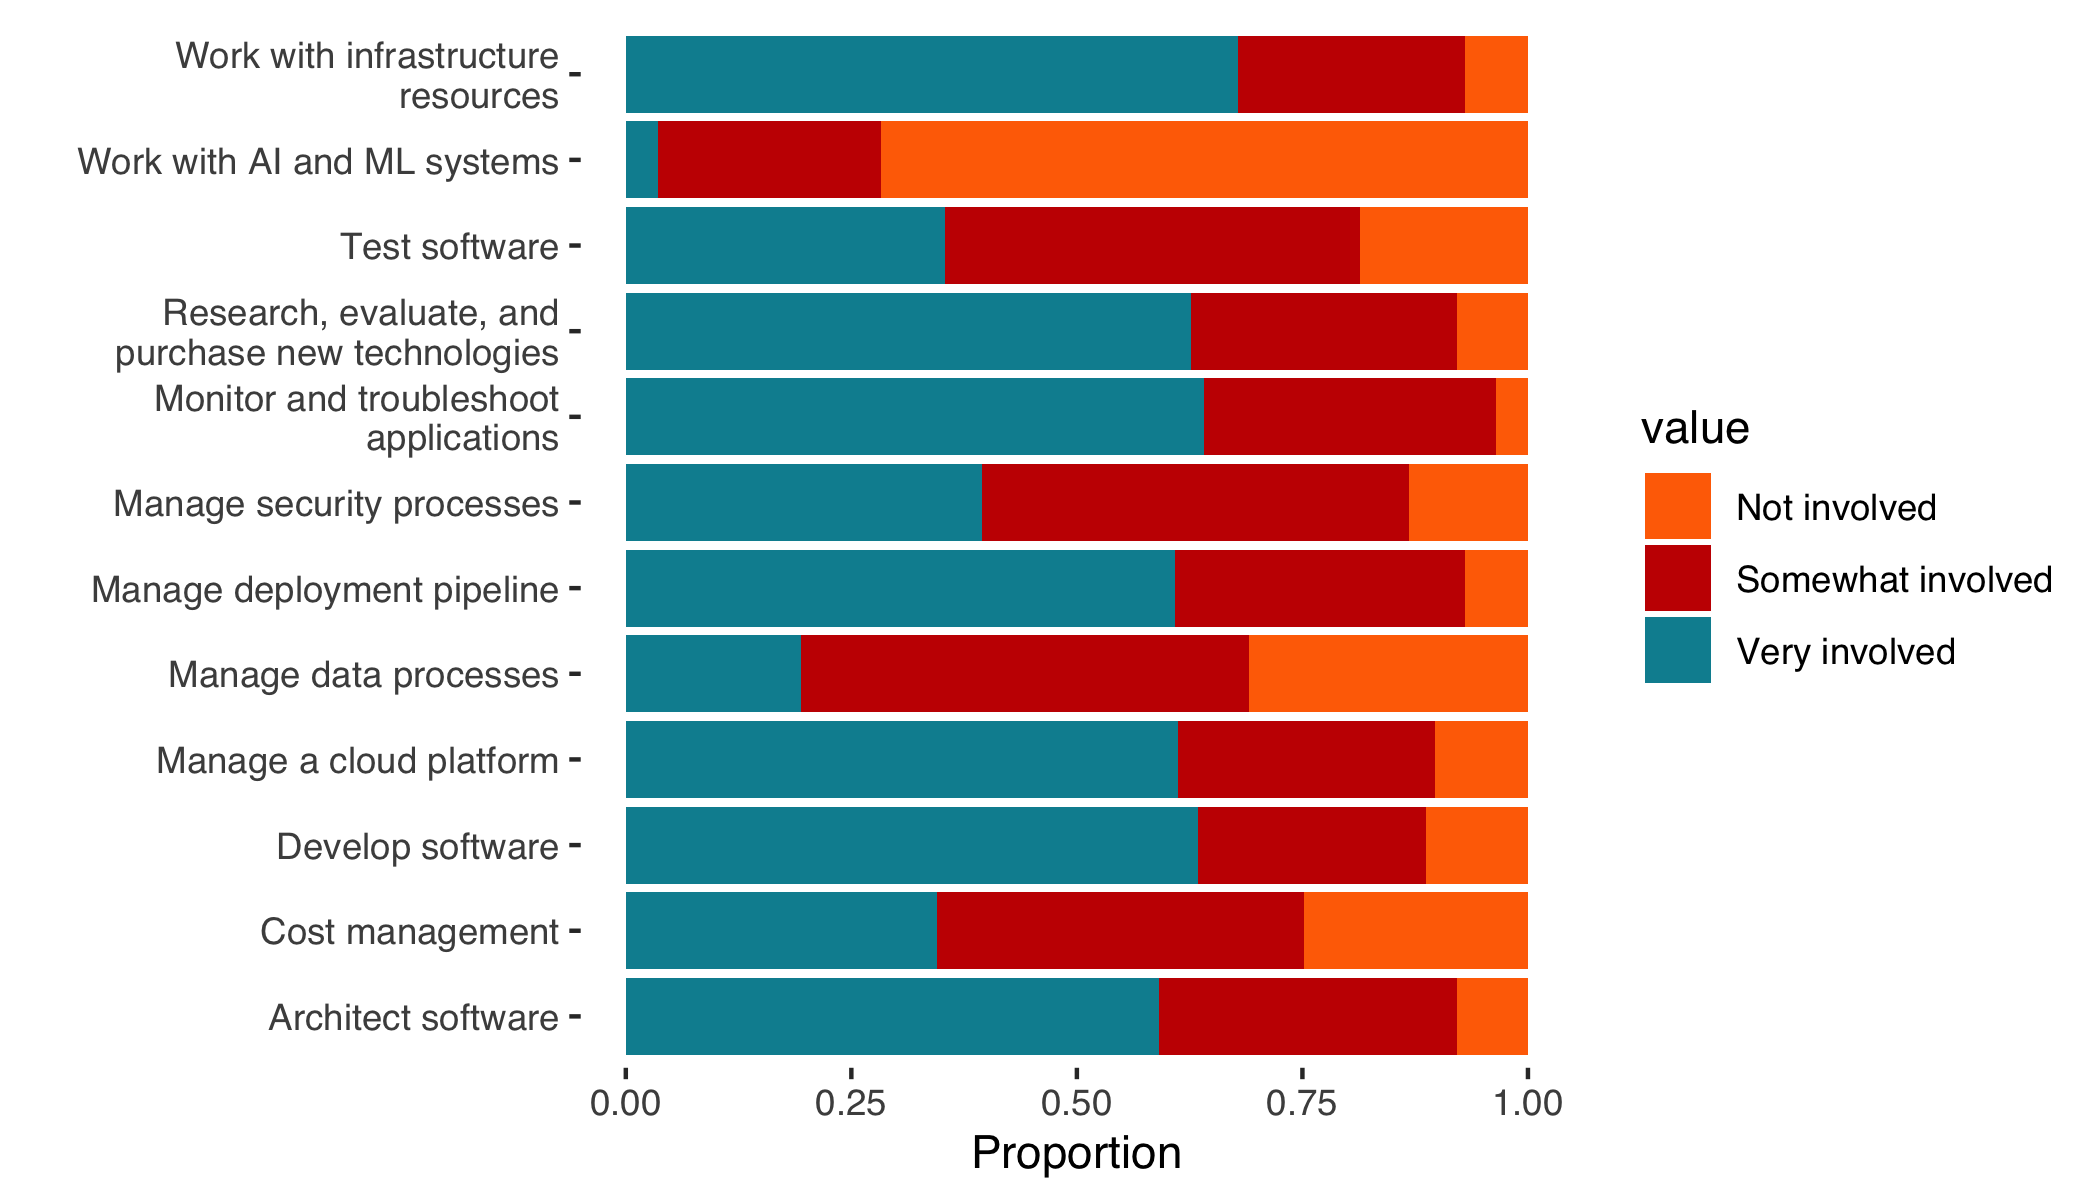 Work with infrastructure
resources
Work with AI and ML systems
Test software
Research, evaluate, and
purchase new technologies
Monitor and troubleshoot
applications
Manage security processes
Manage deployment pipeline
Manage data processes
Manage a cloud platform
Develop software
Cost management
Architect software
0.00 0.25 0.50 0.75 1.00
Proportion
value
Not involved
Somewhat involved
Very involved